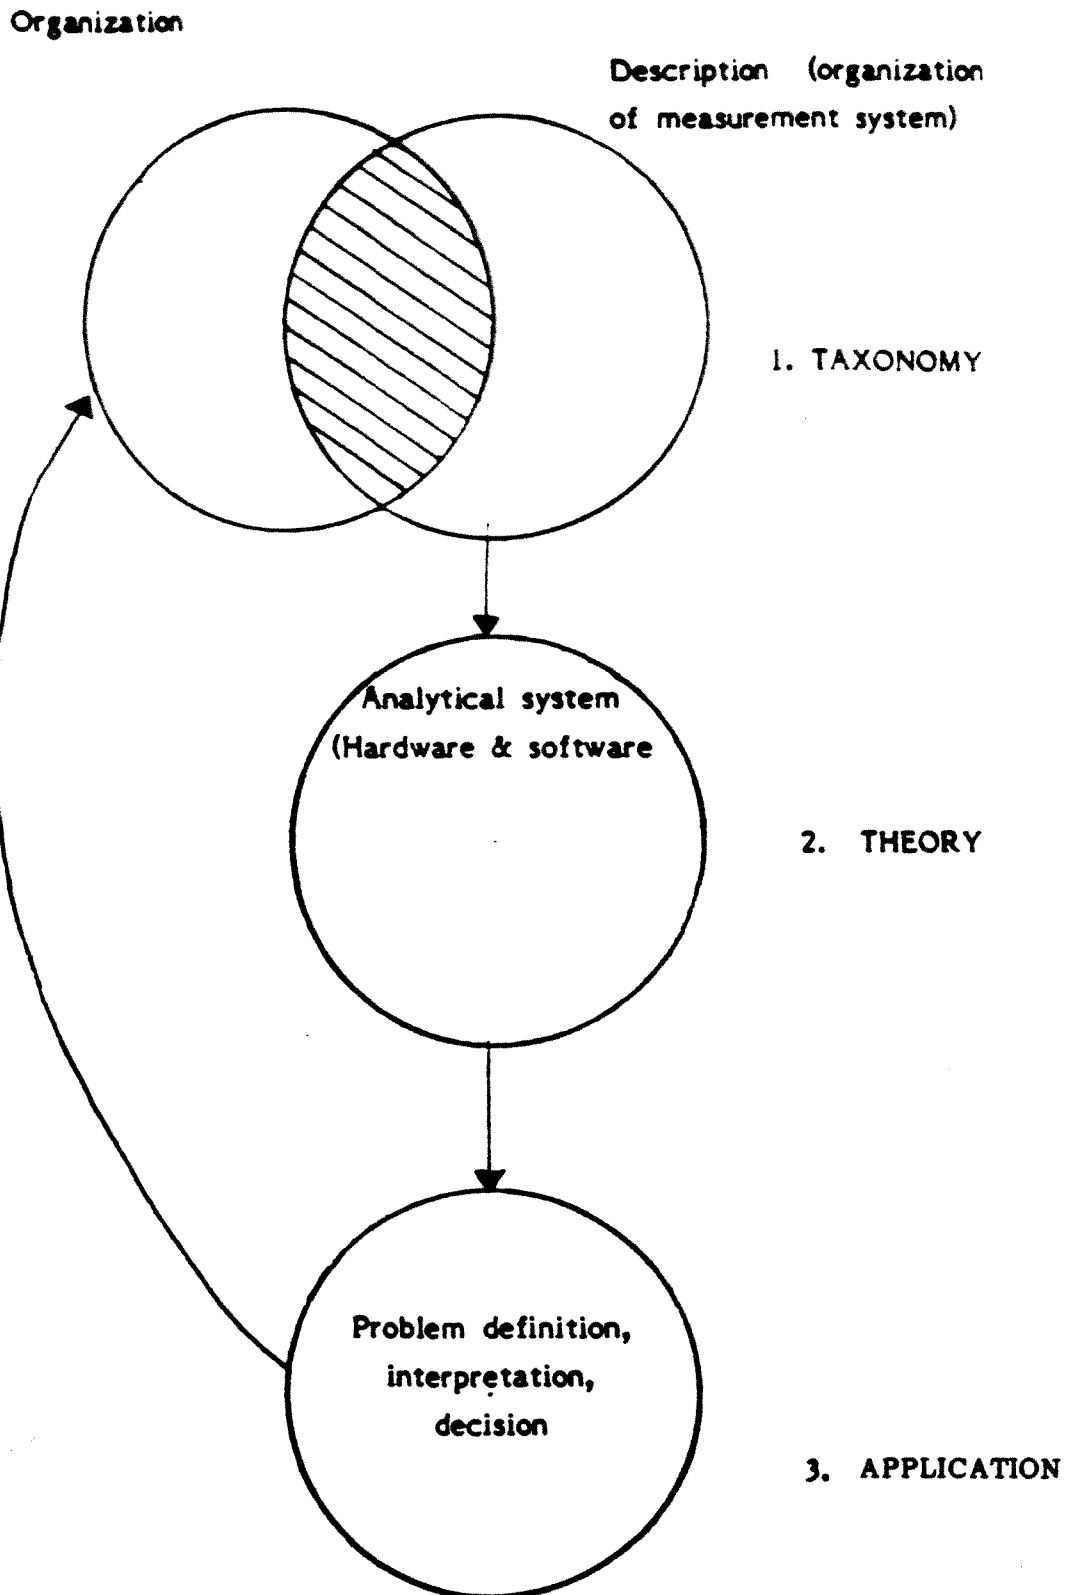 Organization
Description (organization
of measurement system)
1. TAXONOMY
Analytical system
(Hardware & software
2. THEORY
Problem definition,
interpretation,
decision
3. APPLICATION